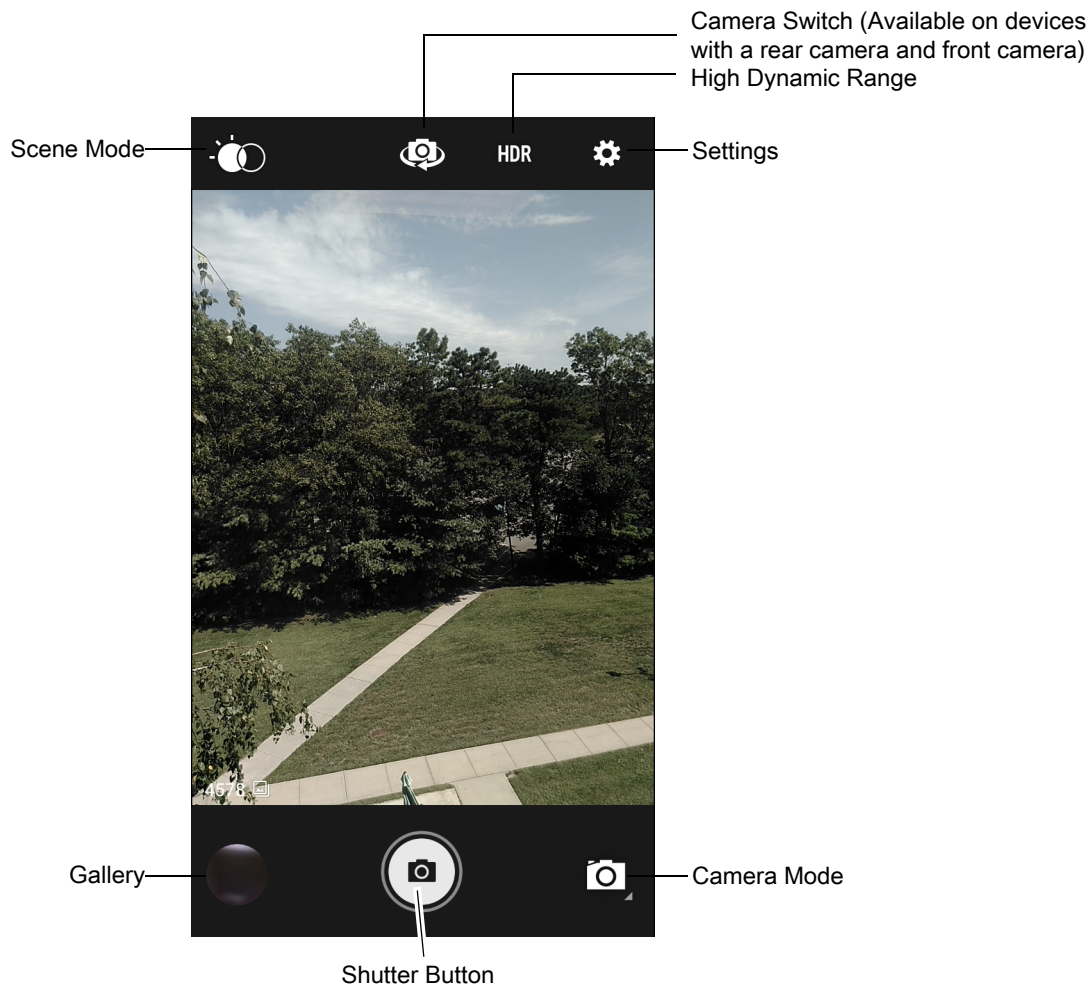 Camera Switch (Available on devices
with a rear camera and front camera)
High Dynamic Range
Scene Mode
HDR
Settings
4678
Gallery
Camera Mode
Shutter Button